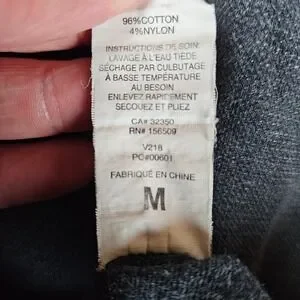 96%COTTON
4%NYLON
INSTRUCTIONS DE SOIN:
LAVAGE À L'EAU TIEDE
SÉCHAGE PAR CULBUTAGE
À BASSE TEMPÉRATURE
AU BESOIN
ENLEVEZ RAPIDEMENT
SECOUEZ ET PLIEZ
CA# 32350
RN# 156509
V218
PC#00601
FABRIQUÉ EN CHINE
M